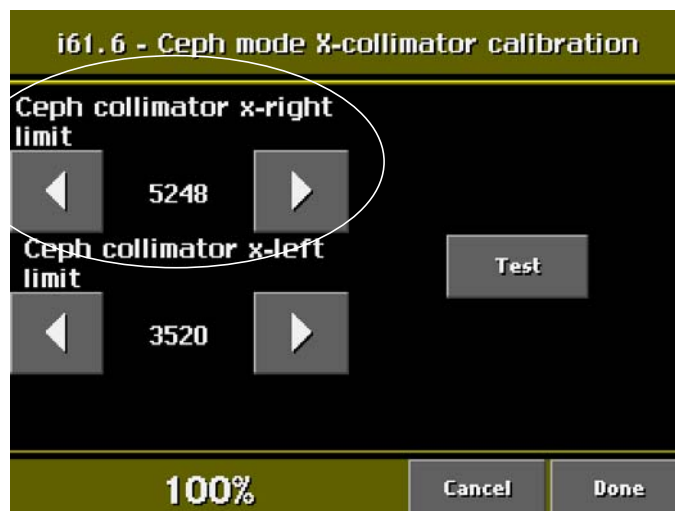 i61.6 - Ceph mode X-collimator calibration
Ceph collimator x-right
limit
5248
Ceph collimator x-left
limit
Test
3520
100%
Cancel
Done